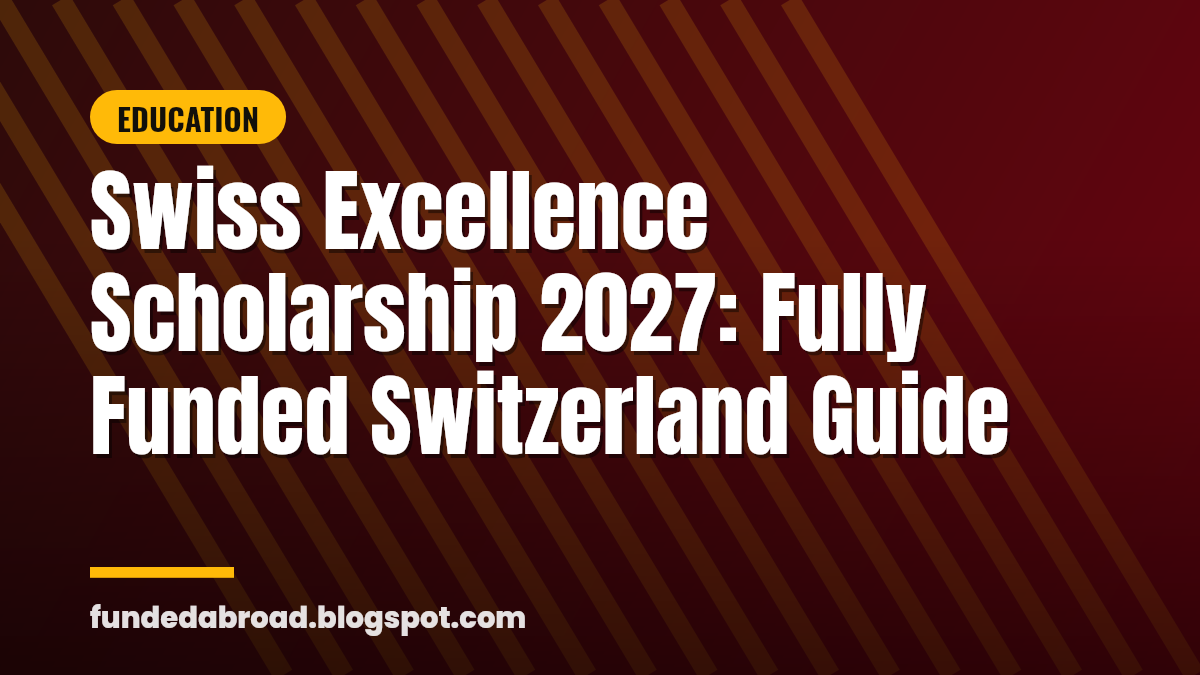 EDUCATION
Swiss Excellence
Scholarship 2027: Fully
Funded Switzerland Guide
fundedabroad.blogspot.com